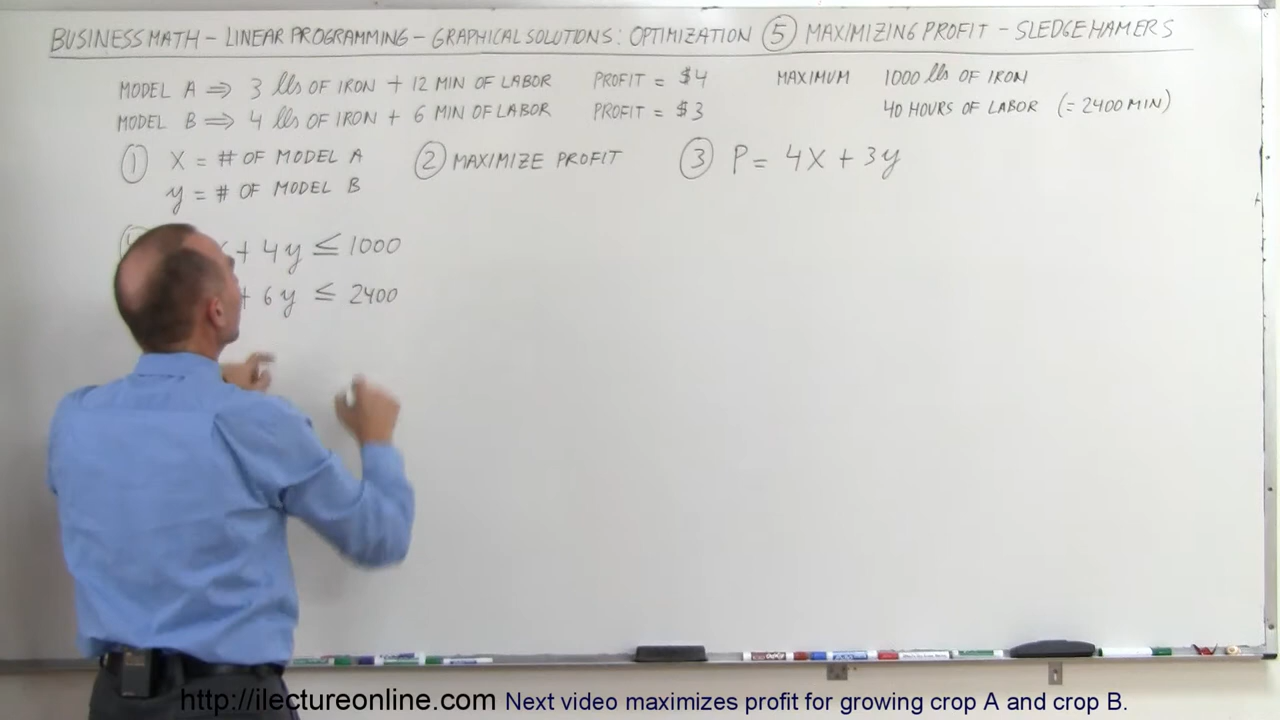 BUSINESS MATH - LINEAR PROGRAMMING - GRAPHICAL SOLUTIONS: OPTIMIZATION ⑤ MAXIMIZING PROFIT - SLEDGE HAMERS
MODEL A ⇒ 3 lbs OF IRON + 12 MIN OF LABOR PROFIT = $4 MAXIMUM 1000 lbs OF IRON
MODEL B ⇒ 4 lbs OF IRON + 6 MIN OF LABOR PROFIT = $3 40 HOURS OF LABOR (= 2400 MIN)
① X = # OF MODEL A ② MAXIMIZE PROFIT ③ P = 4X + 3y
y = # OF MODEL B
+ 4y ≤ 1000
+ 6y ≤ 2400
http://ilectureonline.com Next video maximizes profit for growing crop A and crop B.